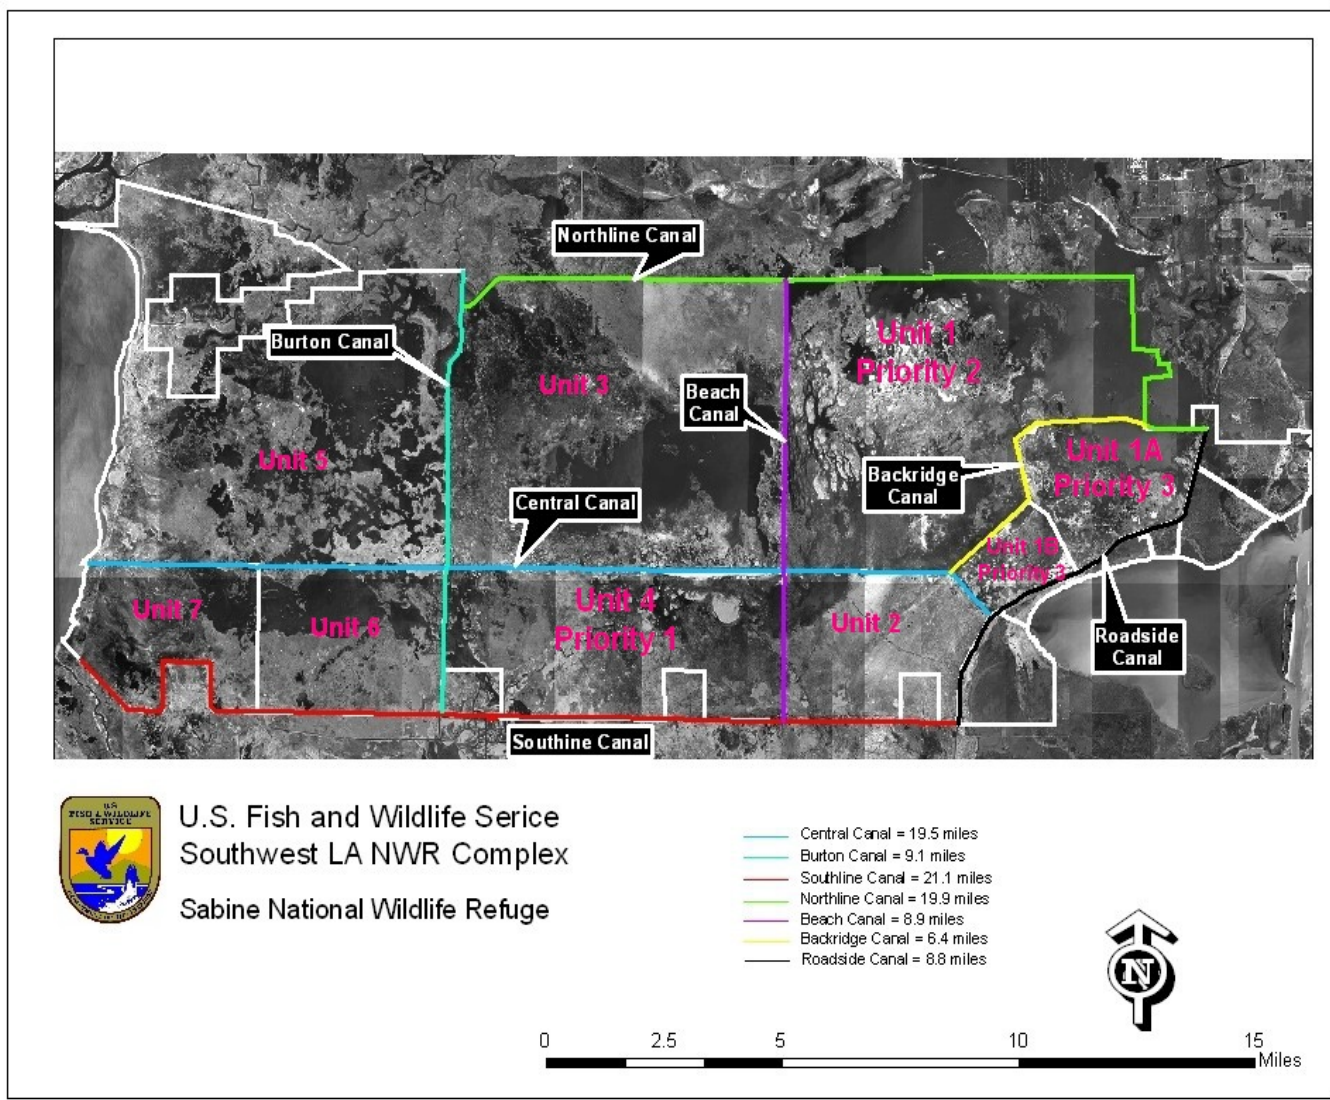 Northline Canal
Burton Canal
Unit 1
Priority 2
Unit 3
Beach
Canal
Unit 5
Unit 1A
Priority 3
Backridge
Canal
Central Canal
Unit 1B
Priority 3
Unit 7
Unit 6
Unit 4
Priority 1
Unit 2
Roadside
Canal
Southine Canal
U.S.
FISH & WILDLIFE
SERVICE
U.S. Fish and Wildlife Serice
Southwest LA NWR Complex
Sabine National Wildlife Refuge
Central Canal = 19.5 miles
Burton Canal = 9.1 miles
Southline Canal = 21.1 miles
Northline Canal = 19.9 miles
Beach Canal = 8.9 miles
Backridge Canal = 6.4 miles
Roadside Canal = 8.8 miles
N
0 2.5 5 10 15
Miles